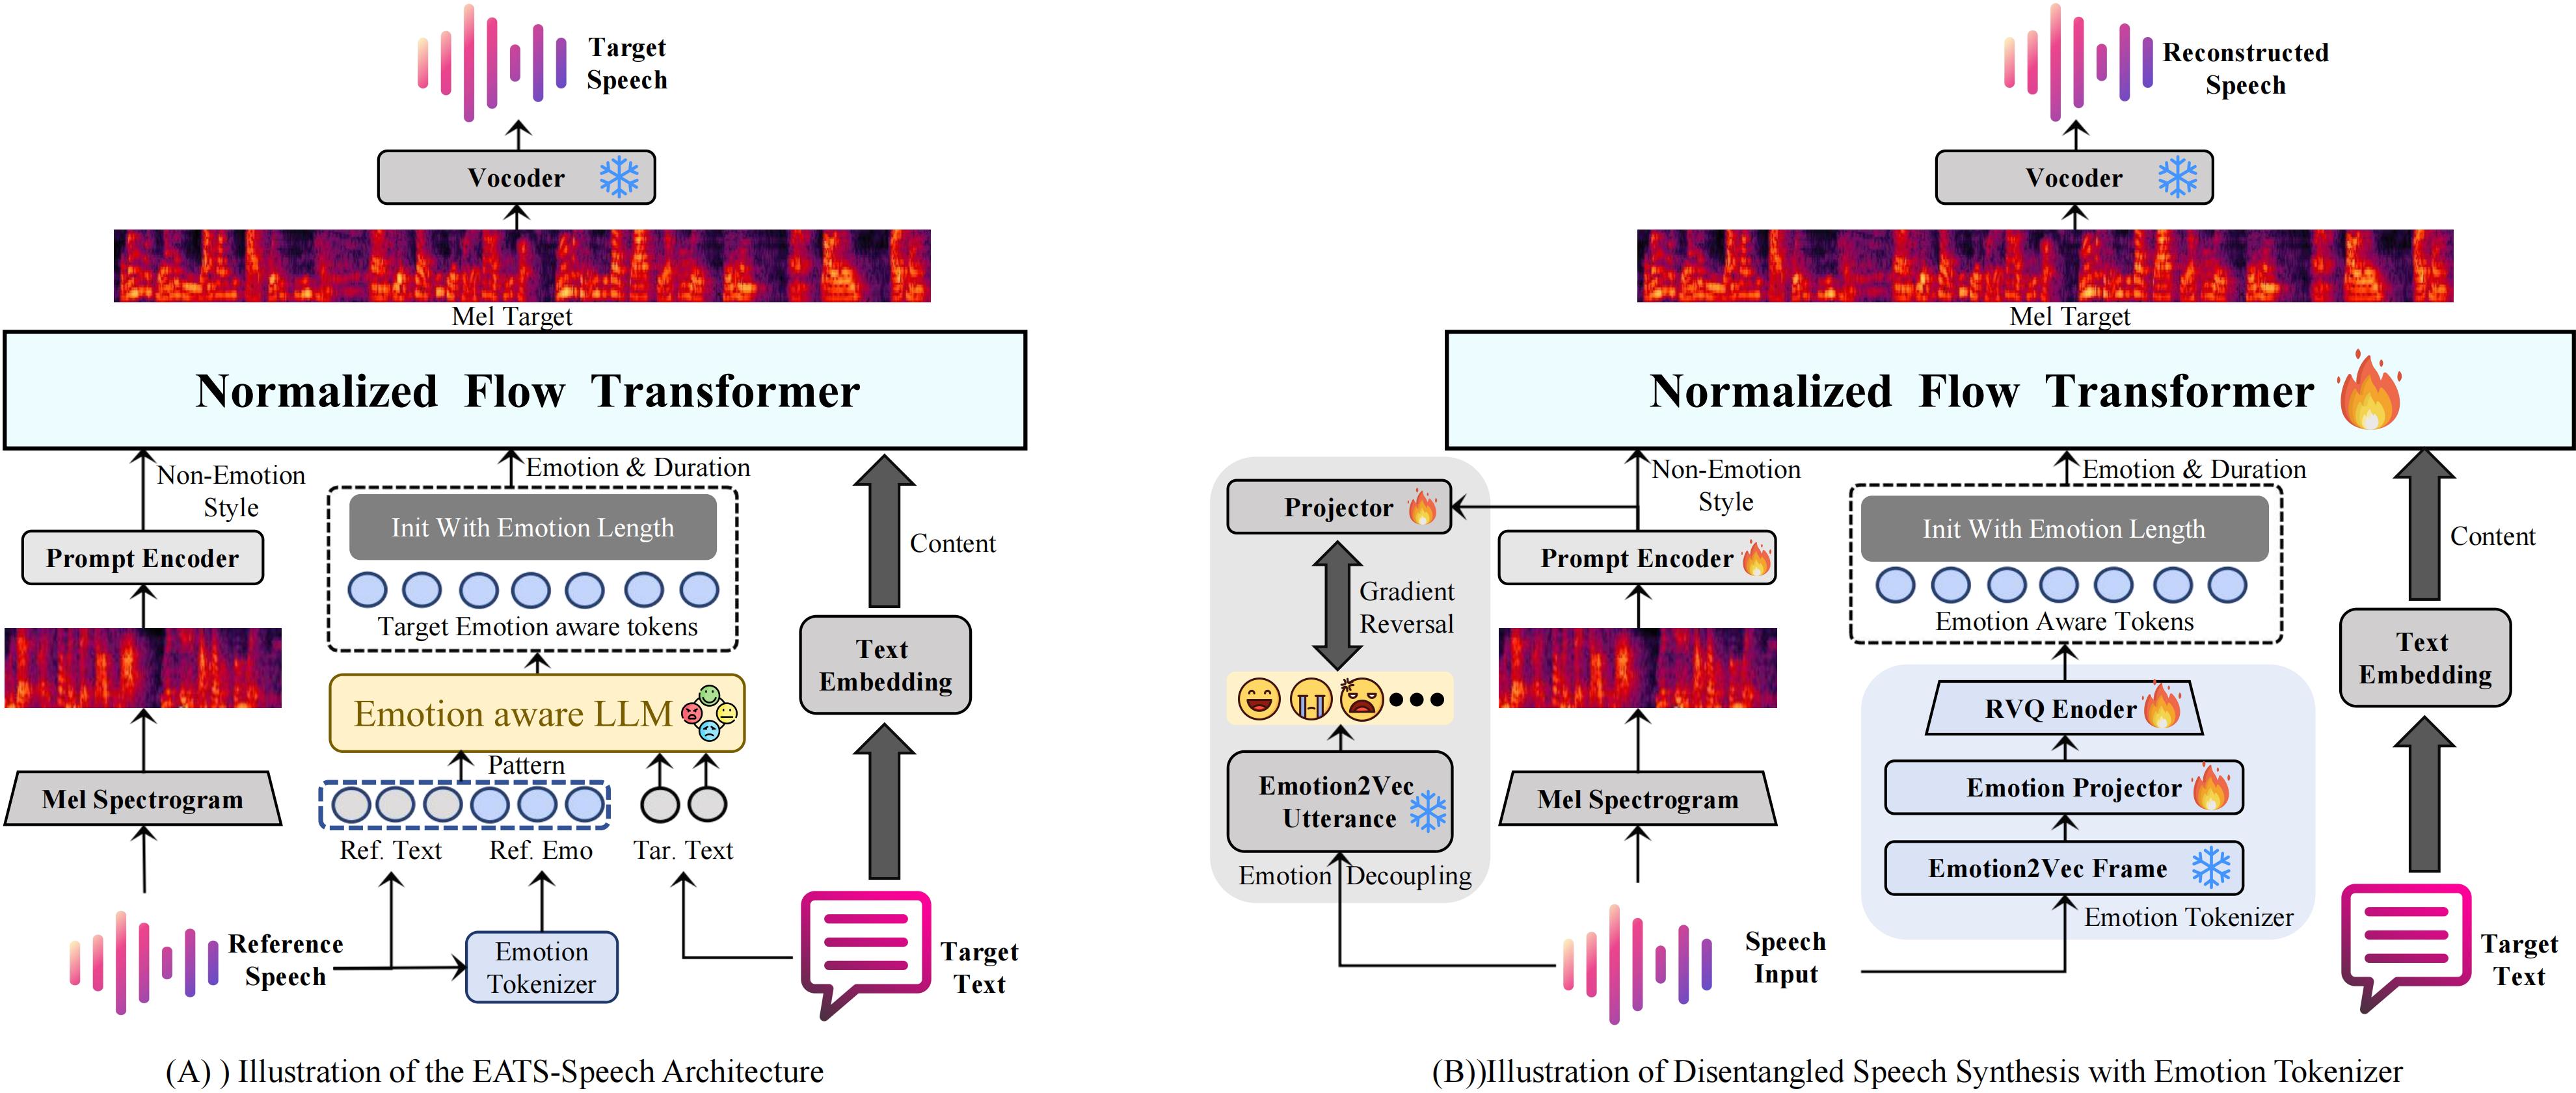 Target
Speech
Vocoder
Mel Target
Normalized Flow Transformer
Non-Emotion
Style
Emotion & Duration
Init With Emotion Length
Prompt Encoder
Content
Target Emotion aware tokens
Text
Embedding
Emotion aware LLM
Pattern
Mel Spectrogram
Ref. Text
Ref. Emo
Tar. Text
Reference
Speech
Emotion
Tokenizer
Target
Text
(A) ) Illustration of the EATS-Speech Architecture
Reconstructed
Speech
Vocoder
Mel Target
Normalized Flow Transformer
Projector
Non-Emotion
Style
Emotion & Duration
Init With Emotion Length
Prompt Encoder
Content
Gradient
Reversal
Emotion Aware Tokens
Text
Embedding
RVQ Enoder
Emotion2Vec
Utterance
Mel Spectrogram
Emotion Projector
Emotion2Vec Frame
Emotion Decoupling
Emotion Tokenizer
Speech
Input
Target
Text
(B))Illustration of Disentangled Speech Synthesis with Emotion Tokenizer